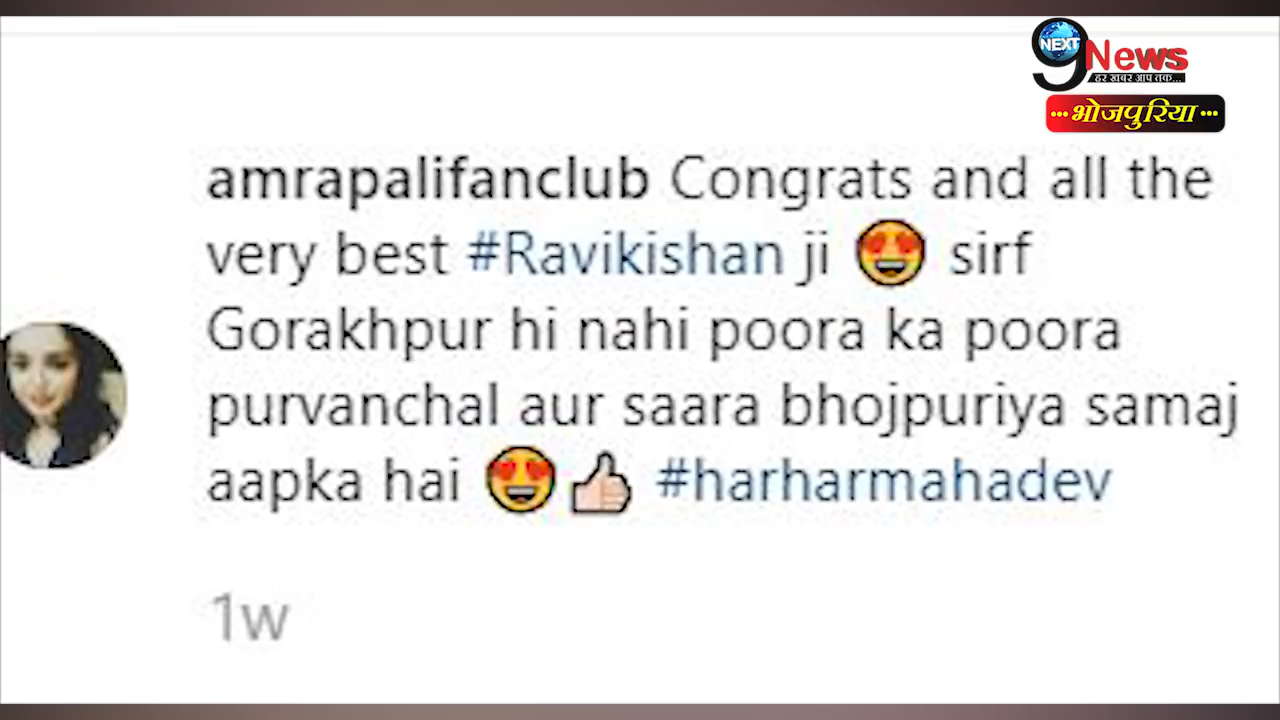 NEXT
9 News
हर खबर आप तक...
...भोजपुरिया...
amrapalifanclub Congrats and all the
very best #Ravikishan ji 😍 sirf
Gorakhpur hi nahi poora ka poora
purvanchal aur saara bhojpuriya samaj
aapka hai 😍👍🏻 #harharmahadev
1w